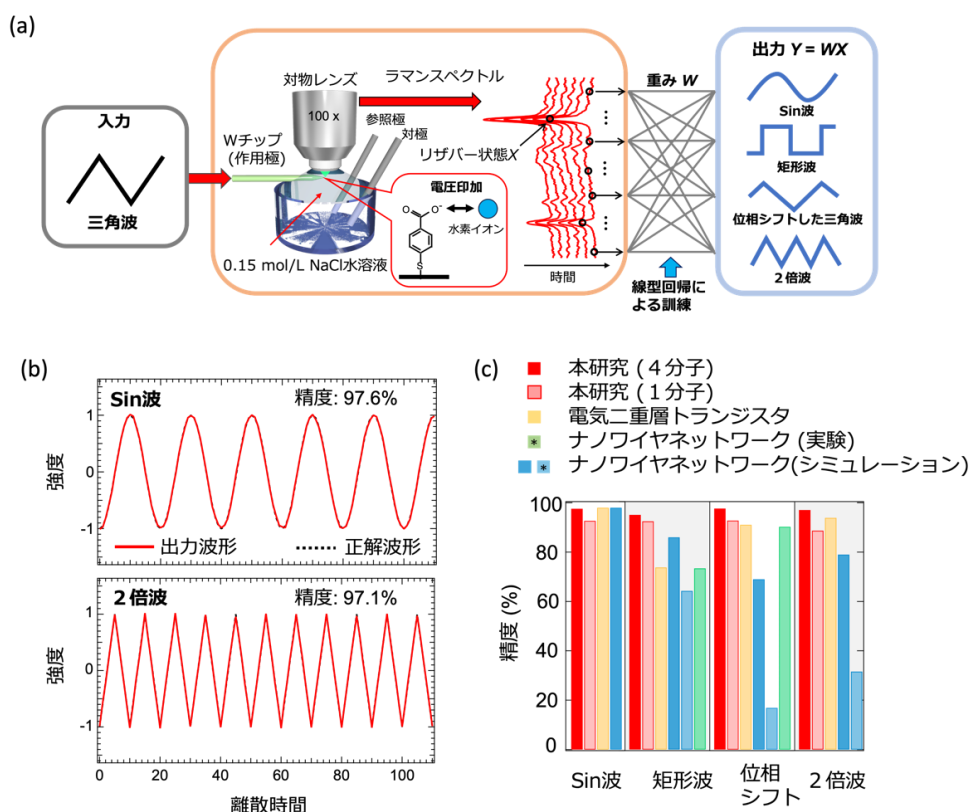 (a)
入力
三角波
Wチップ
(作用極)
対物レンズ
100 x
ラマンスペクトル
参照極
対極
リザバー状態X
電圧印加
O
O-
S
水素イオン
0.15 mol/L NaCl水溶液
時間
重み W
線型回帰に
よる訓練
出力 Y = WX
Sin波
矩形波
位相シフトした三角波
２倍波
(b)
Sin波
精度: 97.6%
強度
1
0
-1
出力波形
正解波形
２倍波
精度: 97.1%
強度
1
0
-1
0
20
40
60
80
100
離散時間
(c)
本研究 (４分子)
本研究 (１分子)
電気二重層トランジスタ
* ナノワイヤネットワーク (実験)
* ナノワイヤネットワーク(シミュレーション)
精度 (%)
100
80
60
40
20
0
Sin波
矩形波
位相
シフト
２倍波